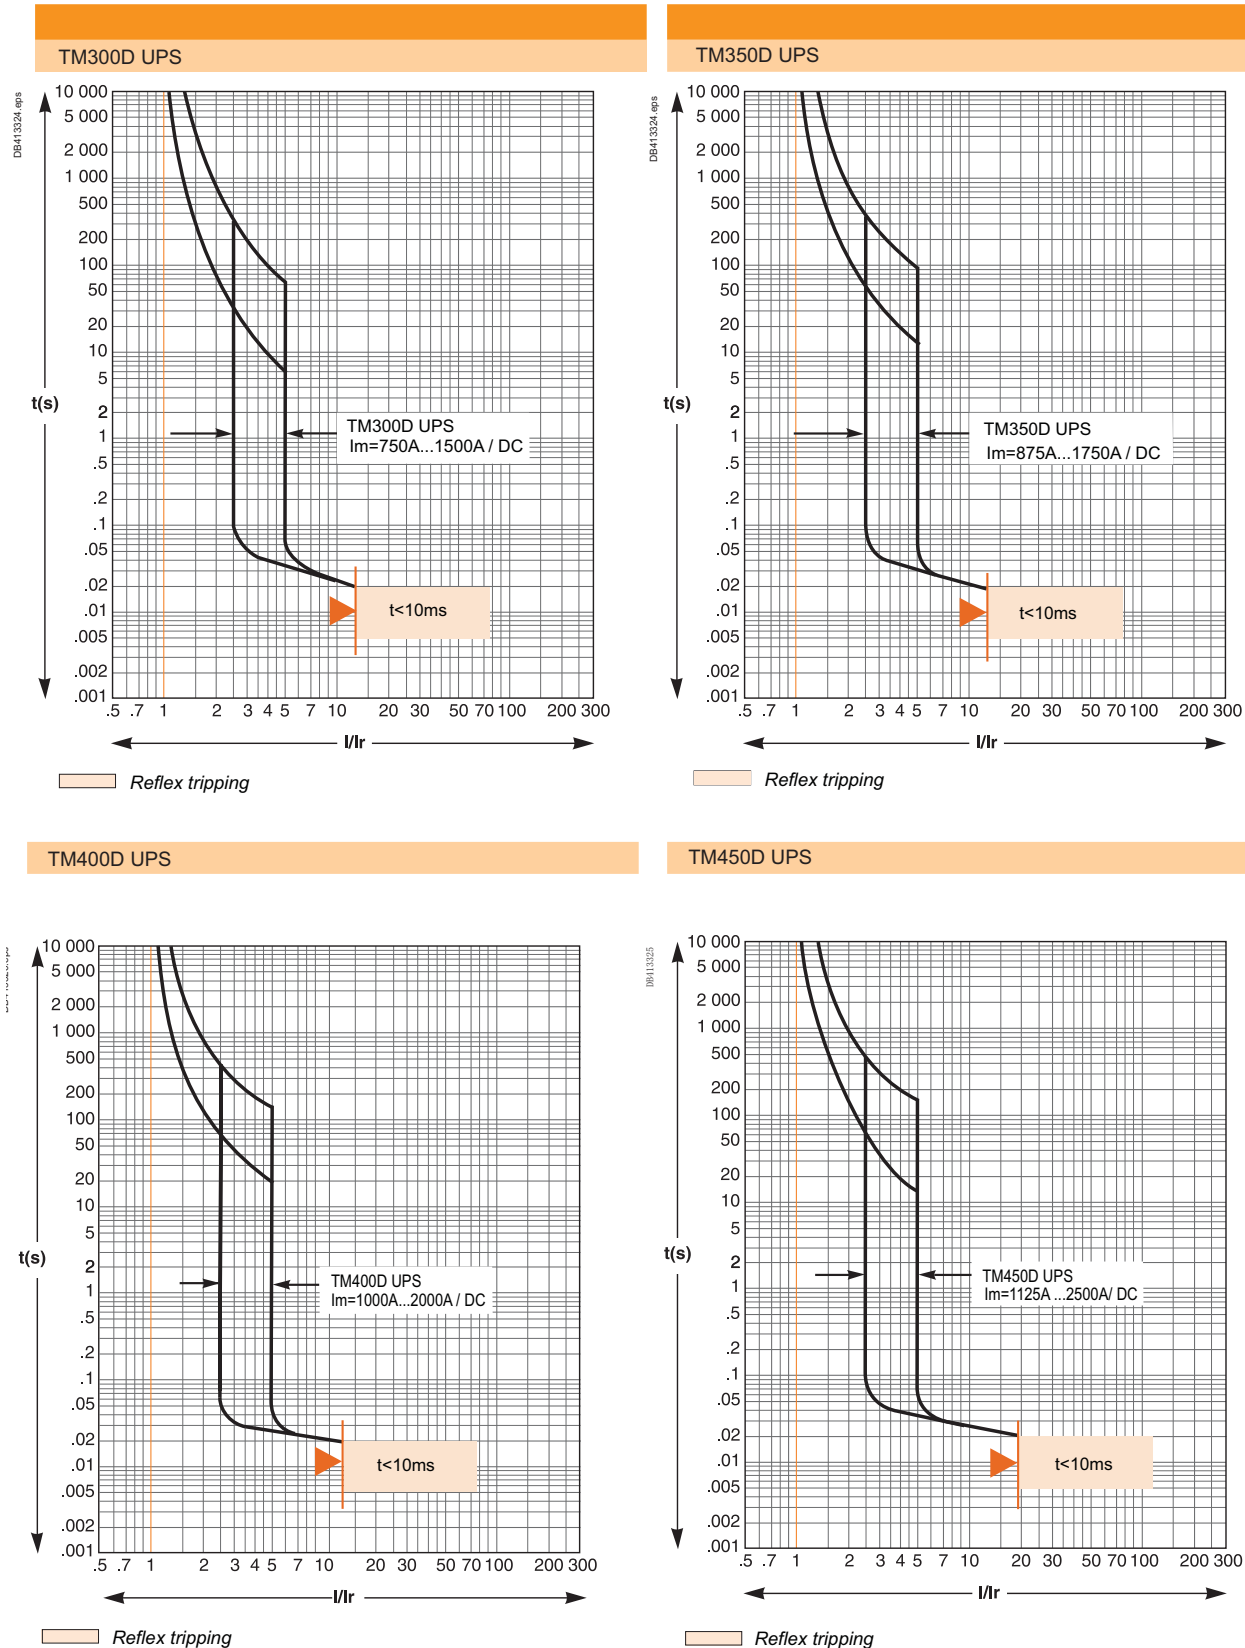 TM300D UPS
DB413324.eps
10 000
5 000
2 000
1 000
500
200
100
50
20
10
5
2
1
.5
.2
.1
.05
.02
.01
.005
.002
.001
t(s)
TM300D UPS
Im=750A...1500A / DC
t<10ms
.5 .7 1 2 3 4 5 7 10 20 30 50 70 100 200 300
I/Ir
Reflex tripping
TM350D UPS
DB413324.eps
10 000
5 000
2 000
1 000
500
200
100
50
20
10
5
2
1
.5
.2
.1
.05
.02
.01
.005
.002
.001
t(s)
TM350D UPS
Im=875A...1750A / DC
t<10ms
.5 .7 1 2 3 4 5 7 10 20 30 50 70 100 200 300
I/Ir
Reflex tripping
TM400D UPS
10 000
5 000
2 000
1 000
500
200
100
50
20
10
5
2
1
.5
.2
.1
.05
.02
.01
.005
.002
.001
t(s)
TM400D UPS
Im=1000A...2000A / DC
t<10ms
.5 .7 1 2 3 4 5 7 10 20 30 50 70 100 200 300
I/Ir
Reflex tripping
TM450D UPS
DB413325
10 000
5 000
2 000
1 000
500
200
100
50
20
10
5
2
1
.5
.2
.1
.05
.02
.01
.005
.002
.001
t(s)
TM450D UPS
Im=1125A ...2500A/ DC
t<10ms
.5 .7 1 2 3 4 5 7 10 20 30 50 70 100 200 300
I/Ir
Reflex tripping